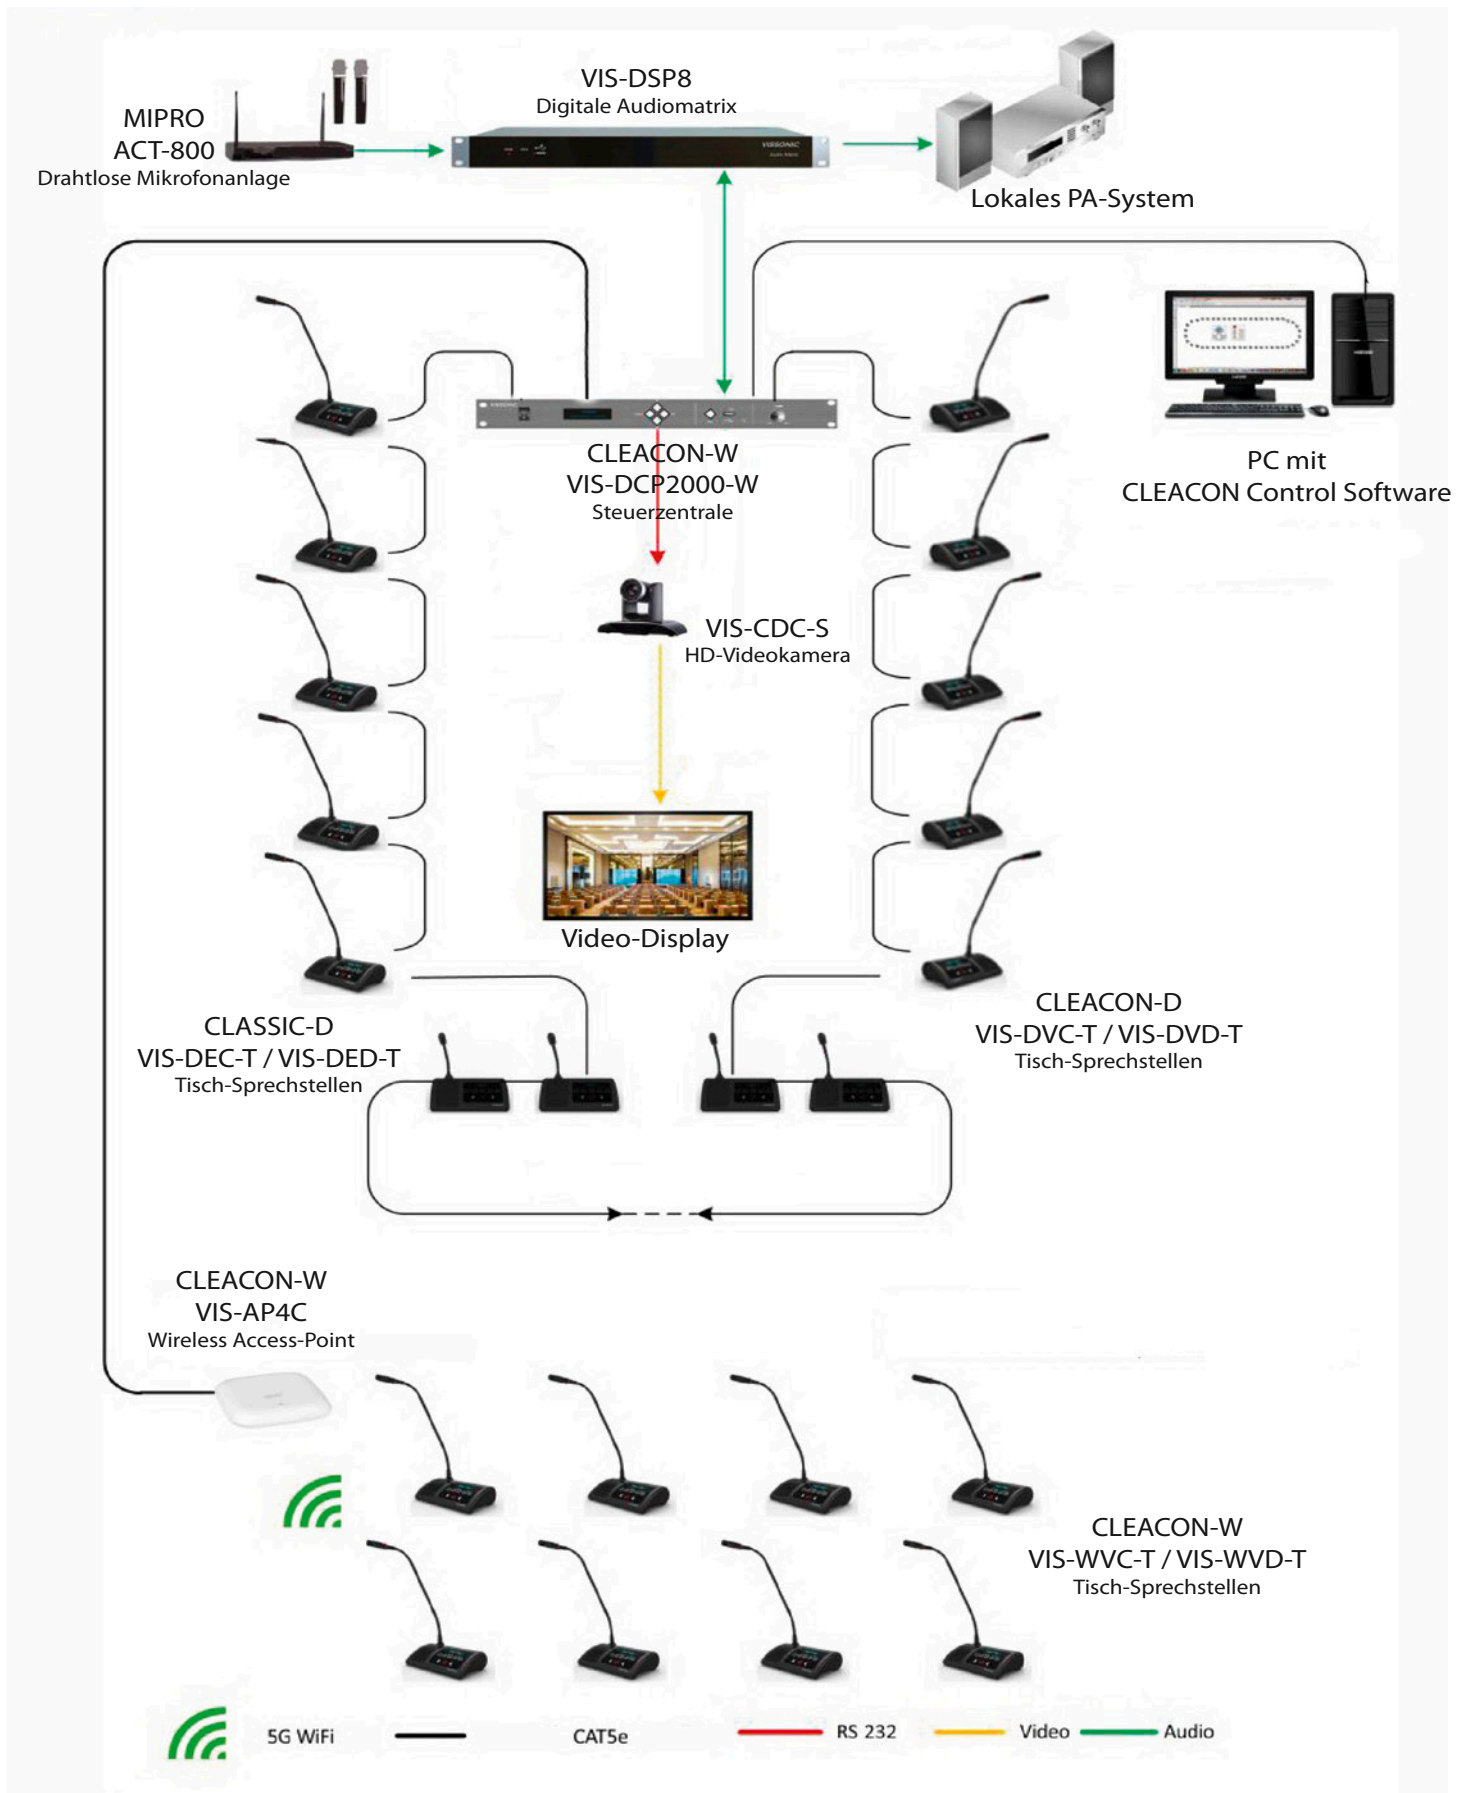 VIS-DSP8
Digitale Audiomatrix
MIPRO
ACT-800
Drahtlose Mikrofonanlage
VISSONIC
Lokales PA-System
VISSONIC
CLEACON-W
VIS-DCP2000-W
Steuerzentrale
PC mit
CLEACON Control Software
VIS-CDC-S
HD-Videokamera
Video-Display
CLASSIC-D
VIS-DEC-T / VIS-DED-T
Tisch-Sprechstellen
CLEACON-D
VIS-DVC-T / VIS-DVD-T
Tisch-Sprechstellen
CLEACON-W
VIS-AP4C
Wireless Access-Point
CLEACON-W
VIS-WVC-T / VIS-WVD-T
Tisch-Sprechstellen
5G WiFi
CAT5e
RS 232
Video
Audio